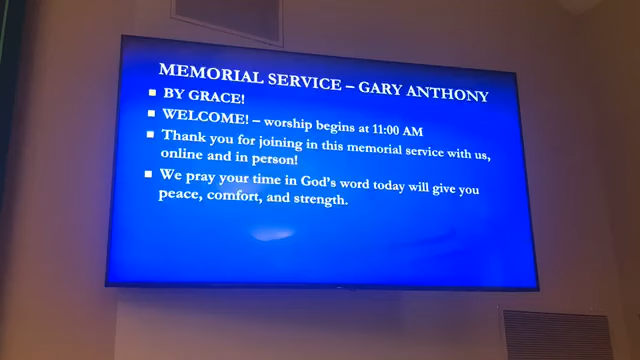 MEMORIAL SERVICE – GARY ANTHONY
▪ BY GRACE!
▪ WELCOME! – worship begins at 11:00 AM
▪ Thank you for joining in this memorial service with us,
online and in person!
▪ We pray your time in God's word today will give you
peace, comfort, and strength.